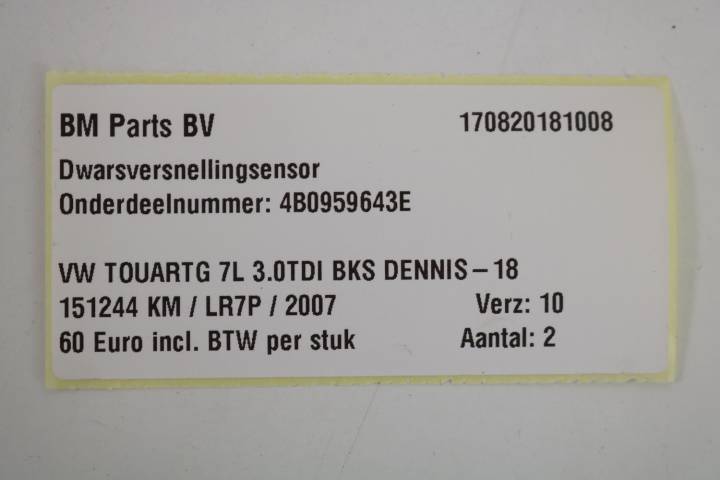 BM Parts BV 170820181008
Dwarsversnellingsensor
Onderdeelnummer: 4B0959643E
VW TOUARTG 7L 3.0TDI BKS DENNIS – 18
151244 KM / LR7P / 2007 Verz: 10
60 Euro incl. BTW per stuk Aantal: 2